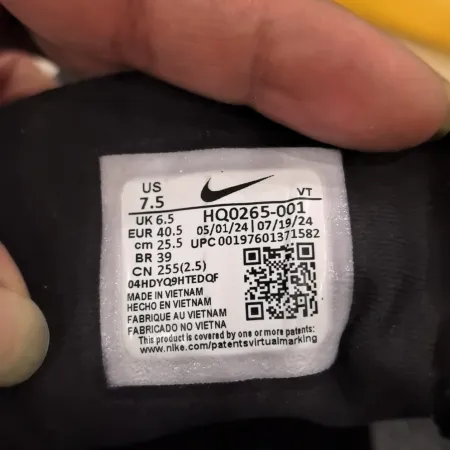 US
7.5
VT
UK 6.5
HQ0265-001
EUR 40.5
05/01/24 | 07/19/24
cm 25.5
UPC 00197601371582
BR 39
CN 255(2.5)
04HDYQ9HTEDQF
MADE IN VIETNAM
HECHO EN VIETNAM
FABRIQUE AU VIETNAM
FABRICADO NO VIETNA
This product is covered by one or more patents:
www.nike.com/patentsvirtualmarking